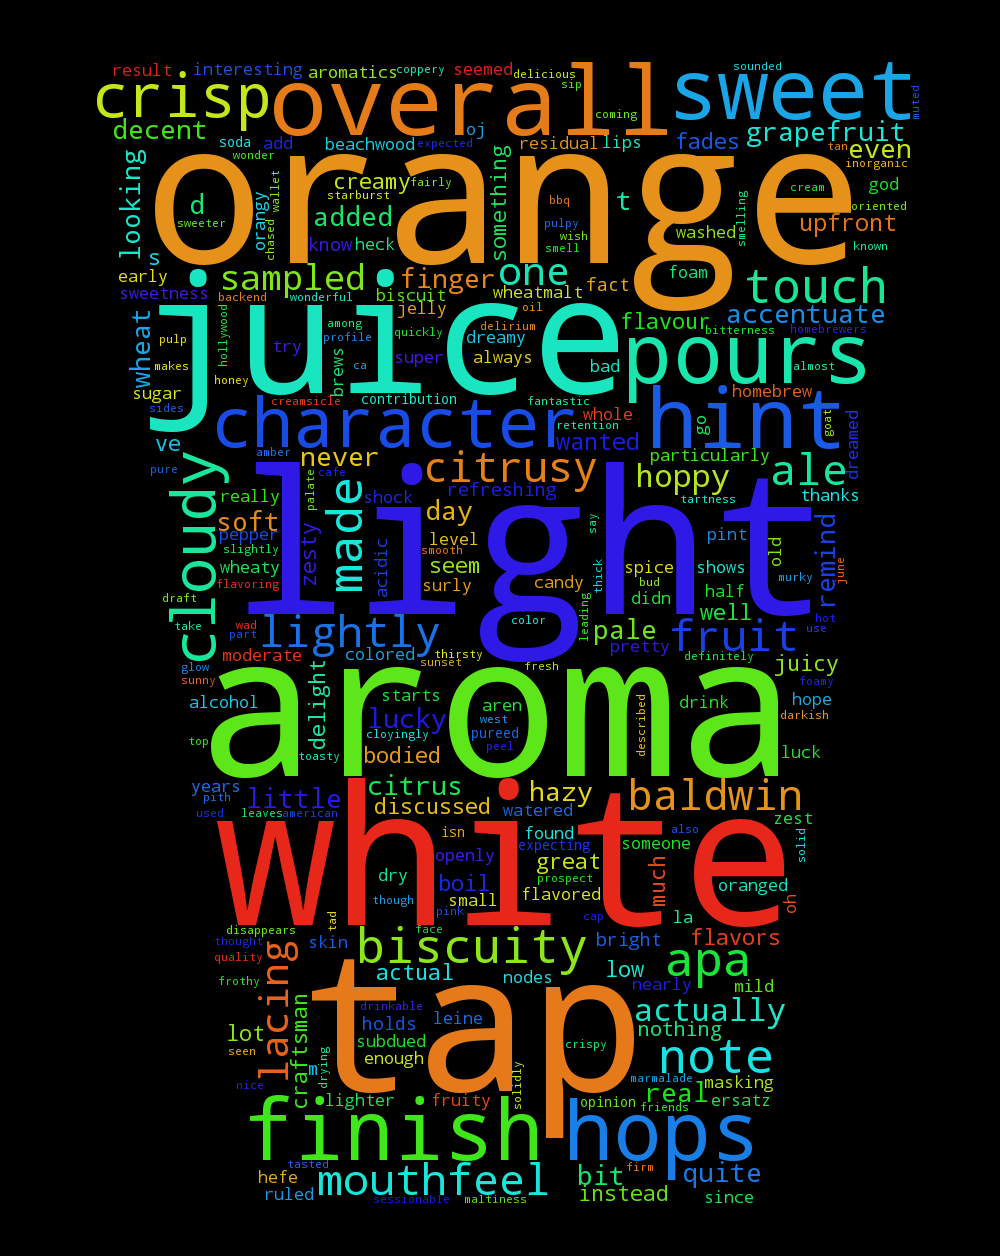 result interesting aromatics coppery seemed delicious sip sounded
crisp overall sweet muted
coming
decent soda add beachwood oj expected residual lips fades grapefruit tan even
wonder inorganic
looking orange
creamy fairly starburst something bbq t cream god
d sweeter orangy chased wallet added pulpy washed smelling oriented
know heck wish smell upfront known
s early sampled finger one foam touch
sweetness backend wonderful biscuit wheatmalt fact
jelly oil flavour accentuate
wheat pulp hollywood among quickly delirium bitterness homebrewers
juice pours
try profile dreamy
makes brews ca super always bad almost
honey
sugar creamsicle contribution fantastic homebrew
sides character whole hint go goat dreamed
retention
ve amber never citrusy wanted particularly ale
pure cafe hoppy
cloudy really palate made shock refreshing tartness thanks
light
soft zesty day say pint old remind
pepper level
slightly acidic smooth seem thick spice shows murky june
wheaty
flavoring surly candy bud half
draft didn well hot
take wad color leading use
part lightly pale fruit
moderate colored thirsty pretty definitely juicy
glow sunset fresh
sunny delight starts aren drink foamy
alcohol described hope
aroma
lucky west darkish
cloyingly pureed
top toasty bodied peel luck
years citrus hazy baldwin
pith little discussed watered
used leaves american zest
isn found also
white
openly expecting someone solid
dry boil great much
prospect oranged
though small flavored oh
pink cap la
disappears tad face
thought skin biscuity bright flavors
quality actual low apa
frothy lacing nodes nearly mild
tap
craftsman drinkable actually
lot holds leine nothing
seen subdued crispy note
m enough marmalade masking
nice drying solidly real
lighter fruity opinion friends ersatz
finish hops
tasted firm
hefe mouthfeel bit quite
ruled instead
sessionable maltiness since